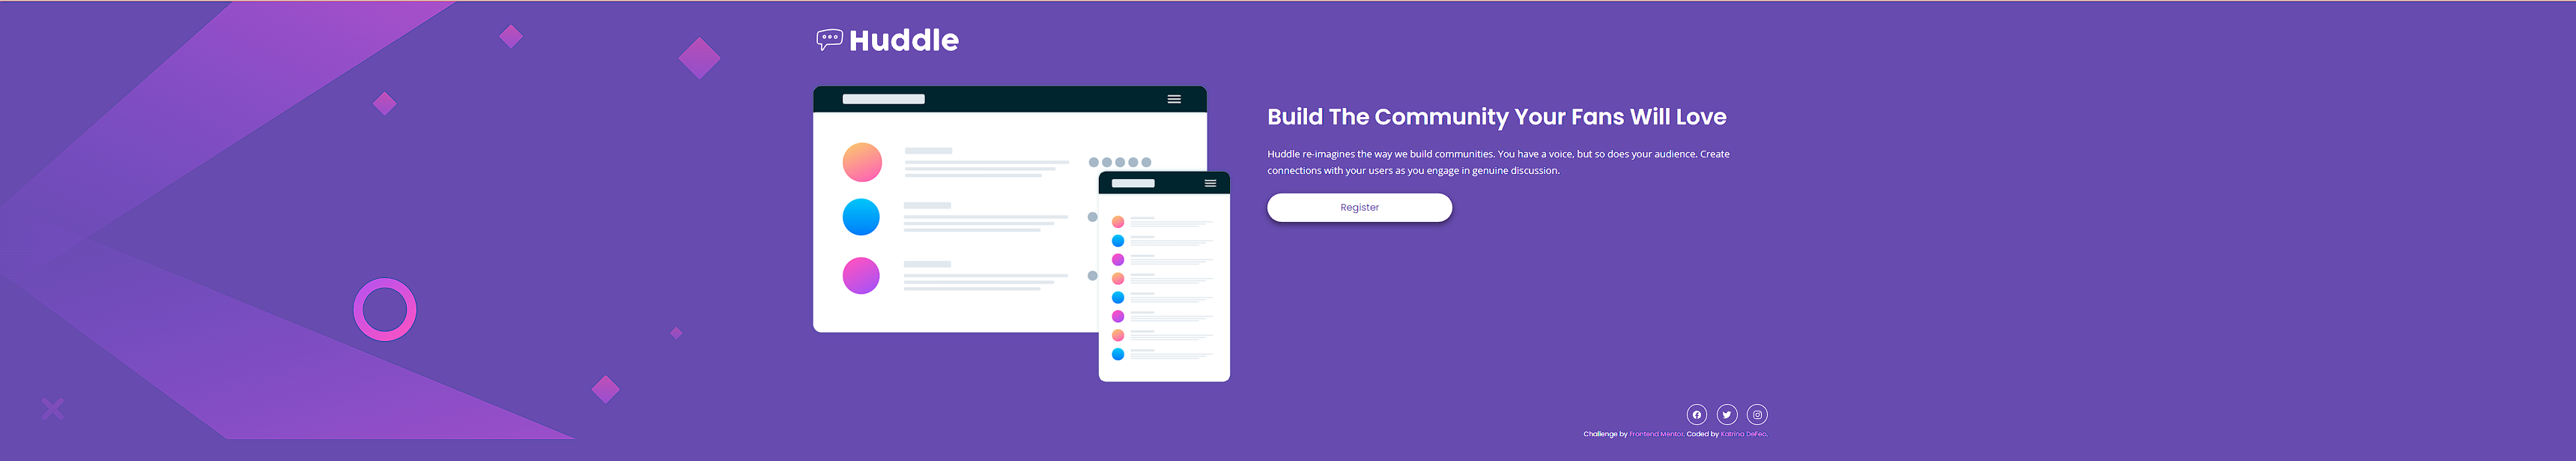 Huddle
Build The Community Your Fans Will Love
Huddle re-imagines the way we build communities. You have a voice, but so does your audience. Create
connections with your users as you engage in genuine discussion.
Register
Challenge by Frontend Mentor. Coded by Katrina DeFeo.